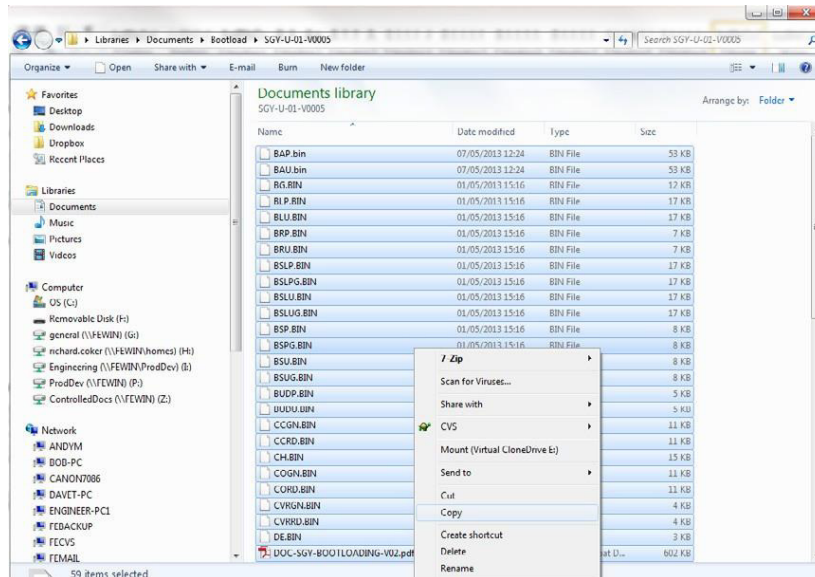 Libraries ▸ Documents ▸ Bootload ▸ SGY-U-01-V0005
Search SGY-U-01-V0005
Organize Open Share with E-mail Burn New folder
Favorites
Desktop
Downloads
Dropbox
Recent Places
Libraries
Documents
Music
Pictures
Videos
Computer
OS (C:)
Removable Disk (F:)
general (\\FEWIN) (G:)
richard.coker (\\FEWIN\homes) (H:)
Engineering (\\FEWIN\ProdDev) (I:)
ProdDev (\\FEWIN) (P:)
ControlledDocs (\\FEWIN) (Z:)
Network
ANDYM
BOB-PC
CANON7086
DAVET-PC
ENGINEER-PC1
FEBACKUP
FECVS
FEMAIL
Documents library
SGY-U-01-V0005
Arrange by: Folder
Name Date modified Type Size
BAP.bin 07/05/2013 12:24 BIN File 53 KB
BAU.bin 07/05/2013 12:24 BIN File 53 KB
BG.BIN 01/05/2013 15:16 BIN File 12 KB
BLP.BIN 01/05/2013 15:16 BIN File 17 KB
BLU.BIN 01/05/2013 15:16 BIN File 17 KB
BRP.BIN 01/05/2013 15:16 BIN File 7 KB
BRU.BIN 01/05/2013 15:16 BIN File 7 KB
BSLP.BIN 01/05/2013 15:16 BIN File 17 KB
BSLPG.BIN 01/05/2013 15:16 BIN File 17 KB
BSLU.BIN 01/05/2013 15:16 BIN File 17 KB
BSLUG.BIN 01/05/2013 15:16 BIN File 17 KB
BSP.BIN 01/05/2013 15:16 BIN File 8 KB
BSPG.BIN 01/05/2013 15:16 BIN File 8 KB
BSU.BIN 8 KB
BSUG.BIN 8 KB
BUDP.BIN 5 KB
BUDU.BIN 5 KB
CCGN.BIN 11 KB
CCRD.BIN 11 KB
CH.BIN 15 KB
COGN.BIN 11 KB
CORD.BIN 11 KB
CVRGN.BIN 4 KB
CVRRD.BIN 4 KB
DE.BIN 3 KB
DOC-SGY-BOOTLOADING-V02.pdf at D... 602 KB
7-Zip
Scan for Viruses...
Share with
CVS
Mount (Virtual CloneDrive E:)
Send to
Cut
Copy
Create shortcut
Delete
Rename
59 items selected